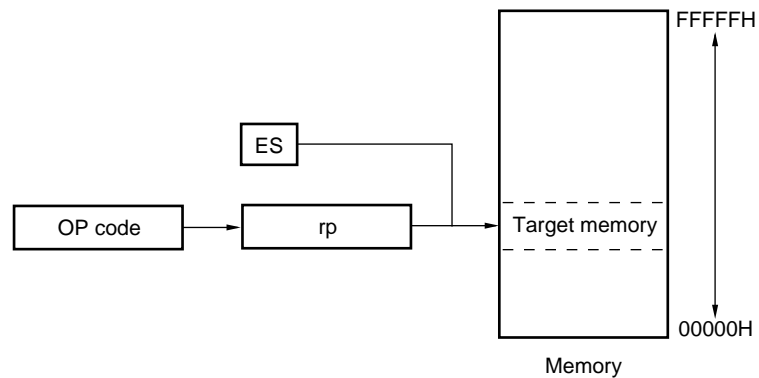 FFFFFH
ES
OP code
rp
Target memory
00000H
Memory